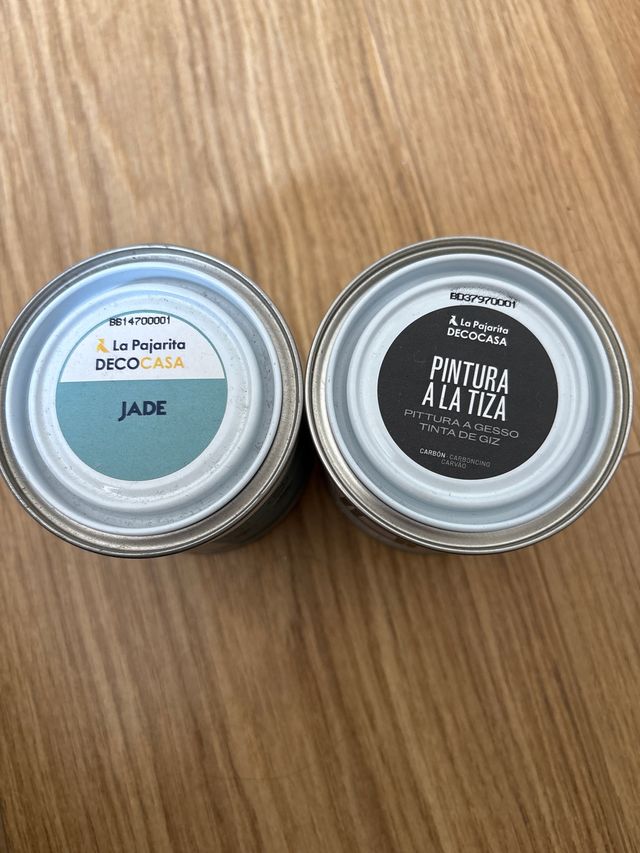 BB14700001
La Pajarita
DECOCASA
JADE
BD37970001
La Pajarita
DECOCASA
PINTURA
A LA TIZA
PITTURA A GESSO
TINTA DE GIZ
CARBÓN CARBONCINO
CARVÃO